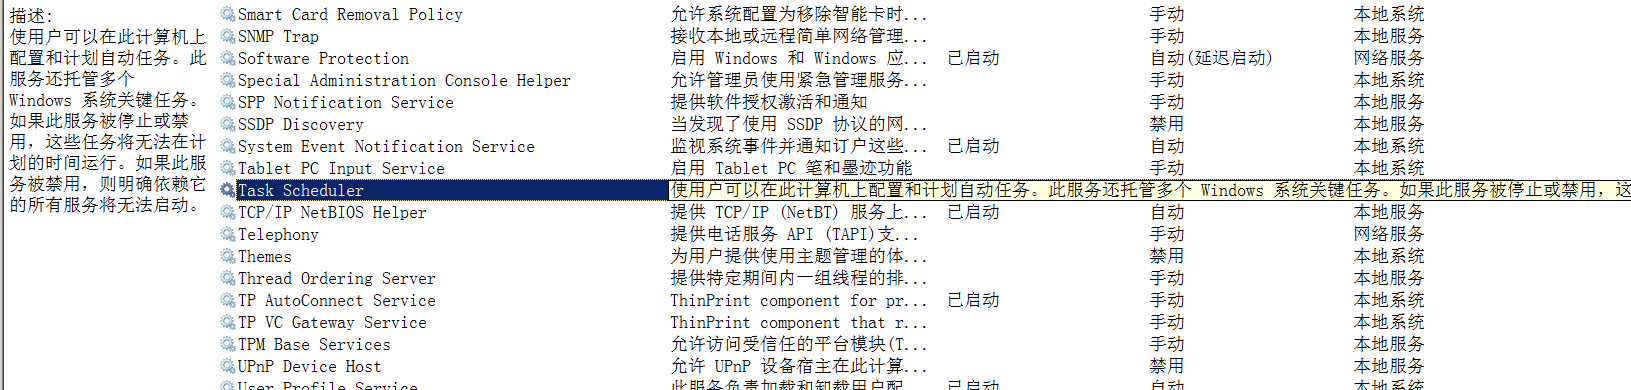 描述:
使用户可以在此计算机上
配置和计划自动任务。此
服务还托管多个
Windows 系统关键任务。
如果此服务被停止或禁
用，这些任务将无法在计
划的时间运行。如果此服
务被禁用，则明确依赖它
的所有服务将无法启动。
Smart Card Removal Policy 允许系统配置为移除智能卡时... 手动 本地系统
SNMP Trap 接收本地或远程简单网络管理... 手动 本地服务
Software Protection 启用 Windows 和 Windows 应... 已启动 自动(延迟启动) 网络服务
Special Administration Console Helper 允许管理员使用紧急管理服务... 手动 本地系统
SPP Notification Service 提供软件授权激活和通知 手动 本地服务
SSDP Discovery 当发现了使用 SSDP 协议的网... 禁用 本地服务
System Event Notification Service 监视系统事件并通知订户这些... 已启动 自动 本地系统
Tablet PC Input Service 启用 Tablet PC 笔和墨迹功能 手动 本地系统
Task Scheduler 使用户可以在此计算机上配置和计划自动任务。此服务还托管多个 Windows 系统关键任务。如果此服务被停止或禁用，这
TCP/IP NetBIOS Helper 提供 TCP/IP (NetBT) 服务上... 已启动 自动 本地服务
Telephony 提供电话服务 API (TAPI)支... 手动 网络服务
Themes 为用户提供使用主题管理的体... 禁用 本地系统
Thread Ordering Server 提供特定期间内一组线程的排... 手动 本地服务
TP AutoConnect Service ThinPrint component for pr... 已启动 手动 本地系统
TP VC Gateway Service ThinPrint component that r... 手动 本地系统
TPM Base Services 允许访问受信任的平台模块(T... 手动 本地服务
UPnP Device Host 允许 UPnP 设备宿主在此计算... 禁用 本地服务
User Profile Service 此服务负责加载和卸载用户配... 已启动 自动 本地系统